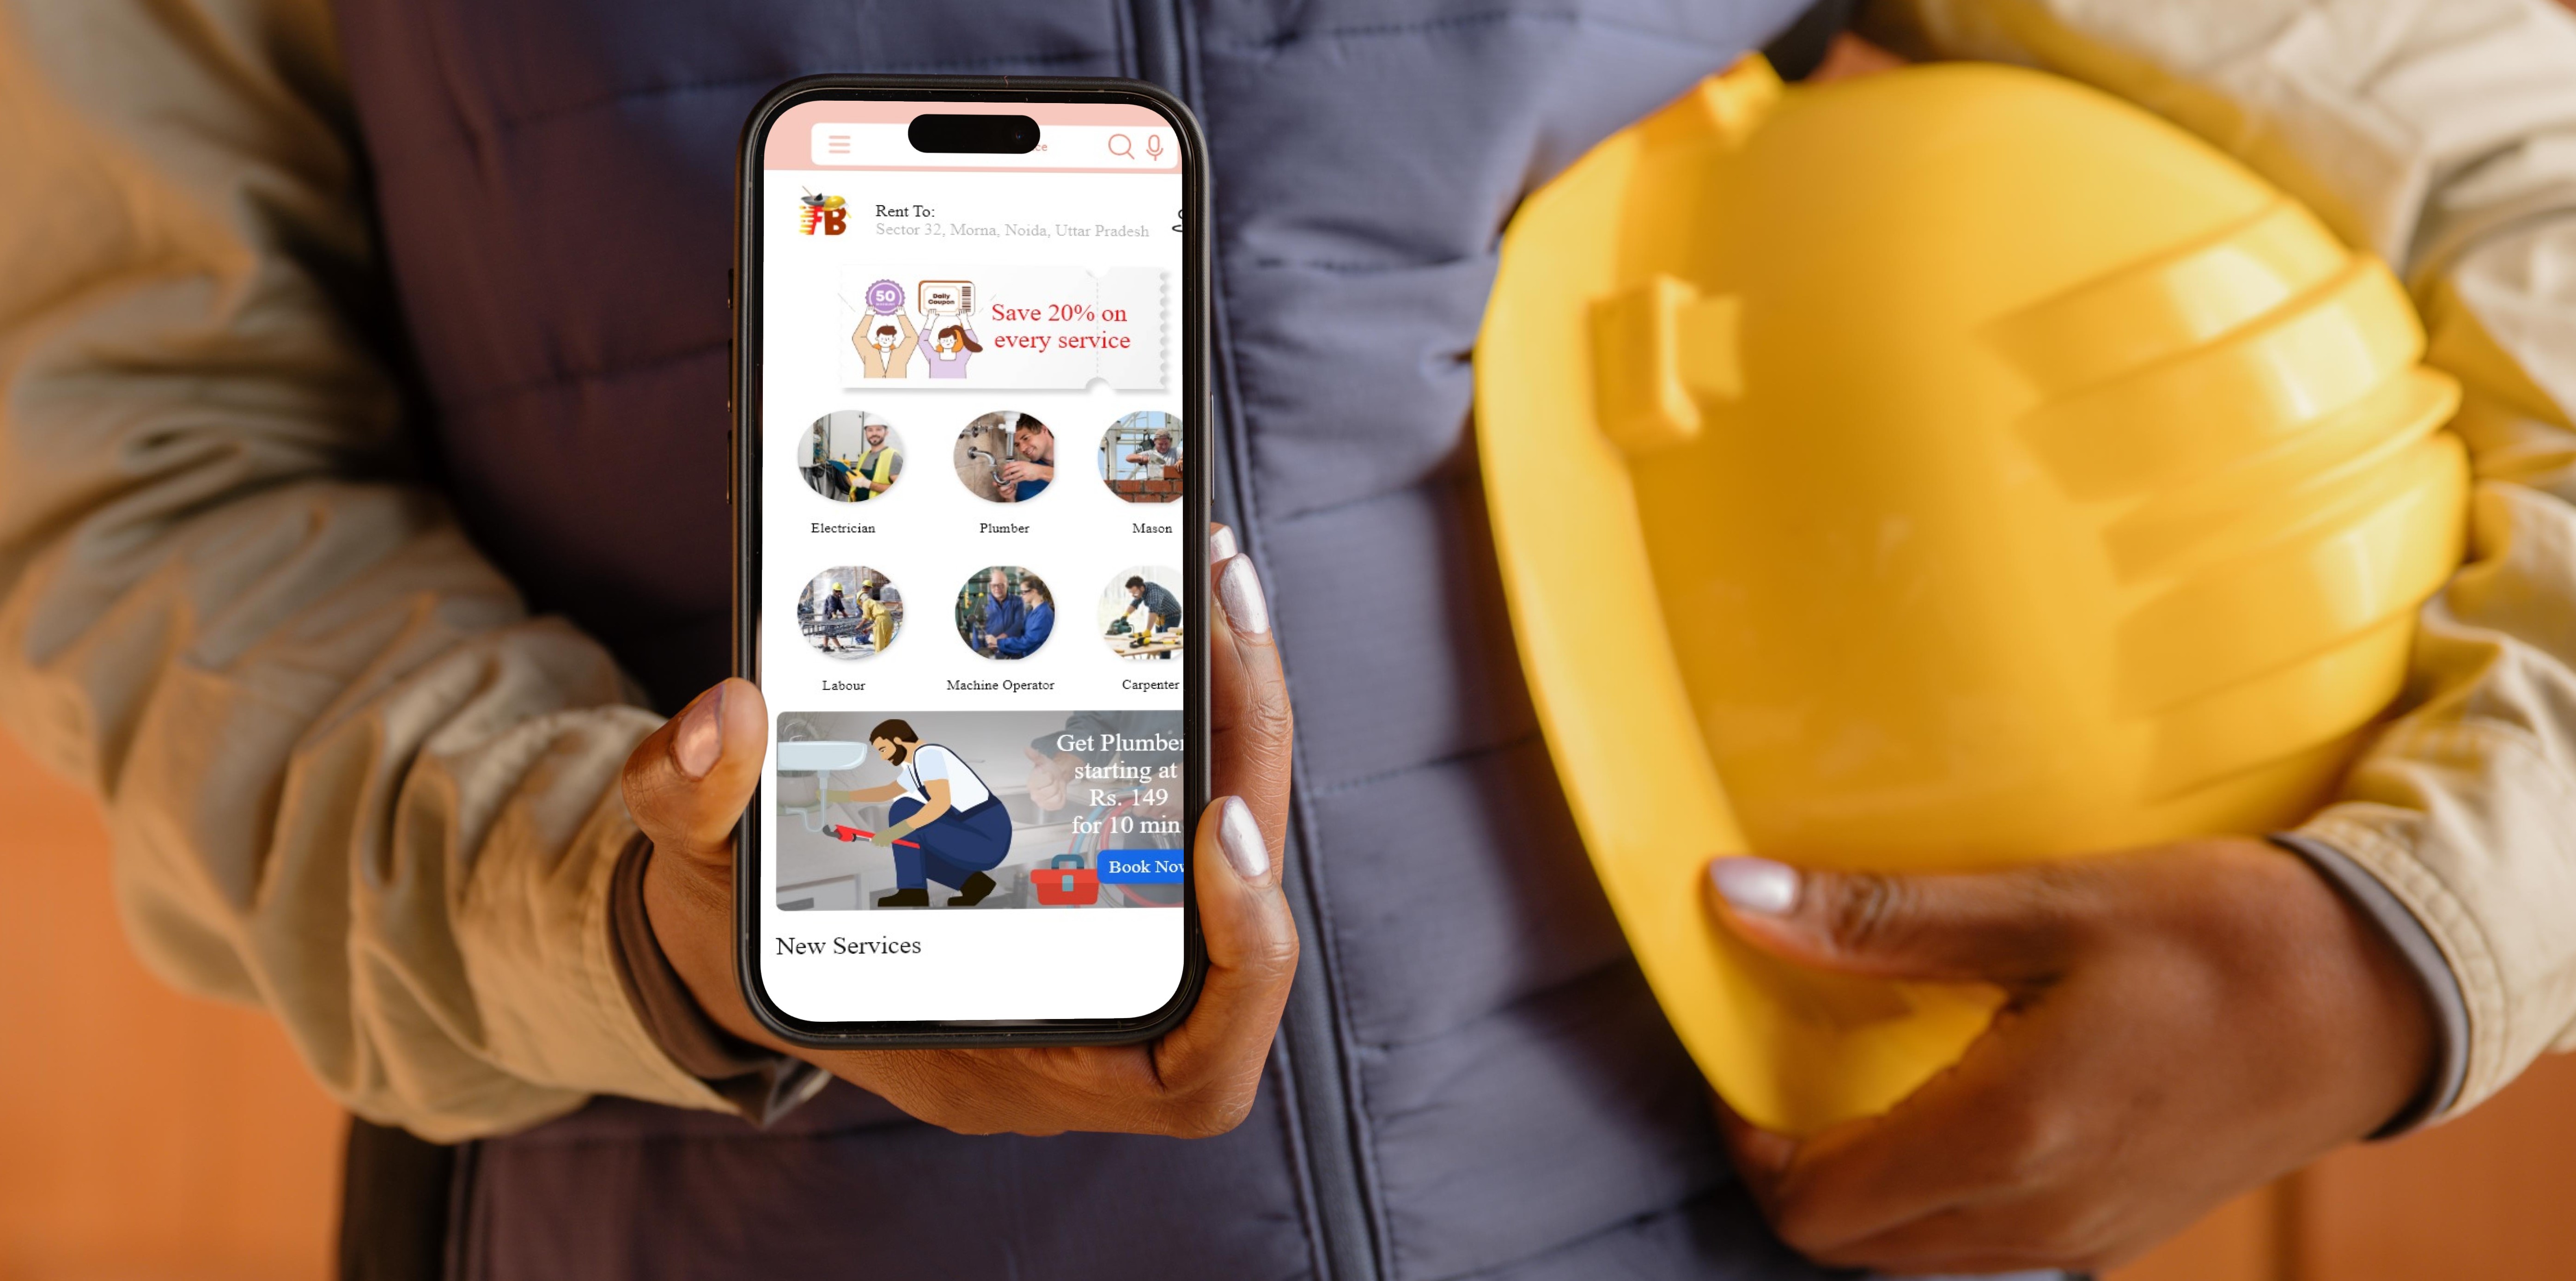 Rent To:
Sector 32, Morna, Noida, Uttar Pradesh
FB
50
Daily
Coupon
Save 20% on
every service
Electrician
Plumber
Mason
Labour
Machine Operator
Carpenter
Get Plumber
starting at
Rs. 149
for 10 min
Book Now
New Services